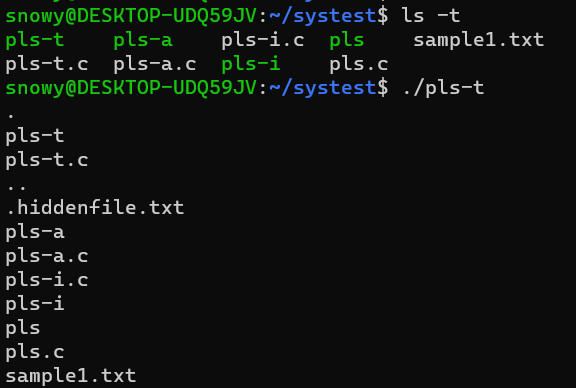 snowy@DESKTOP-UDQ59JV:~/systest$ ls -t
pls-t    pls-a    pls-i.c  pls    sample1.txt
pls-t.c  pls-a.c  pls-i    pls.c
snowy@DESKTOP-UDQ59JV:~/systest$ ./pls-t
.
pls-t
pls-t.c
..
.hiddenfile.txt
pls-a
pls-a.c
pls-i.c
pls-i
pls
pls.c
sample1.txt